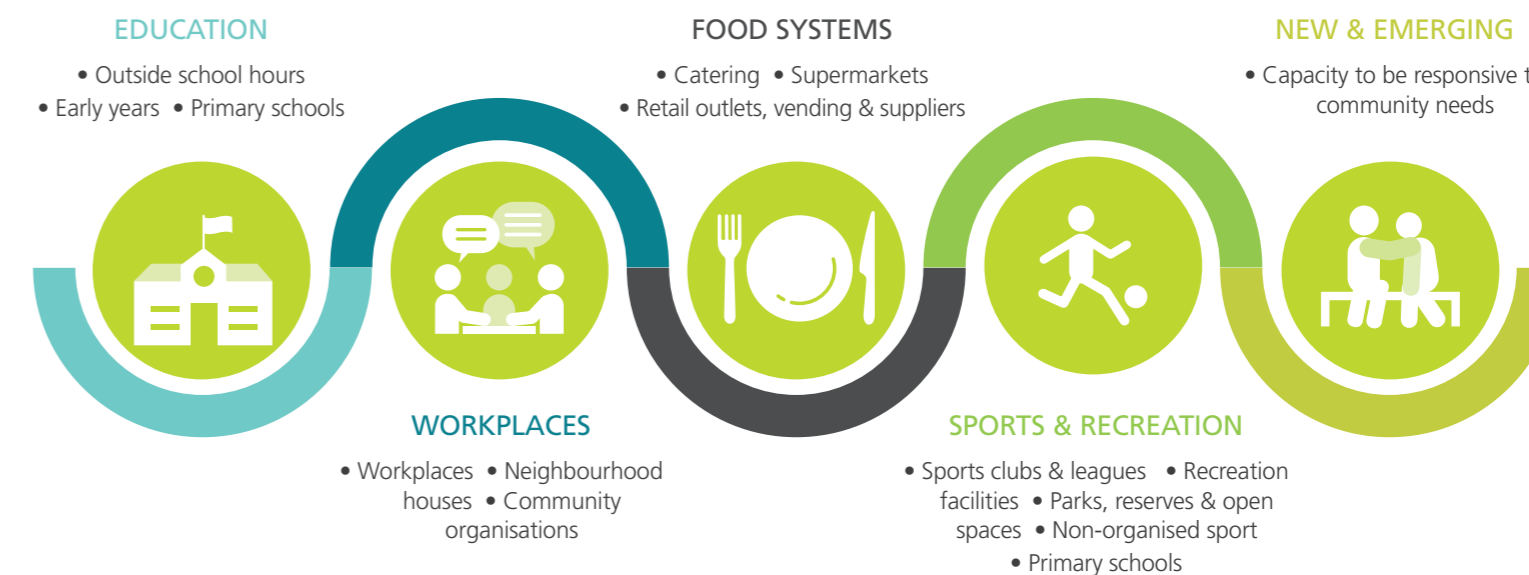 EDUCATION
• Outside school hours
• Early years • Primary schools
FOOD SYSTEMS
• Catering • Supermarkets
• Retail outlets, vending & suppliers
NEW & EMERGING
• Capacity to be responsive t
community needs
WORKPLACES
• Workplaces • Neighbourhood
houses • Community
organisations
SPORTS & RECREATION
• Sports clubs & leagues • Recreation
facilities • Parks, reserves & open
spaces • Non-organised sport
• Primary schools